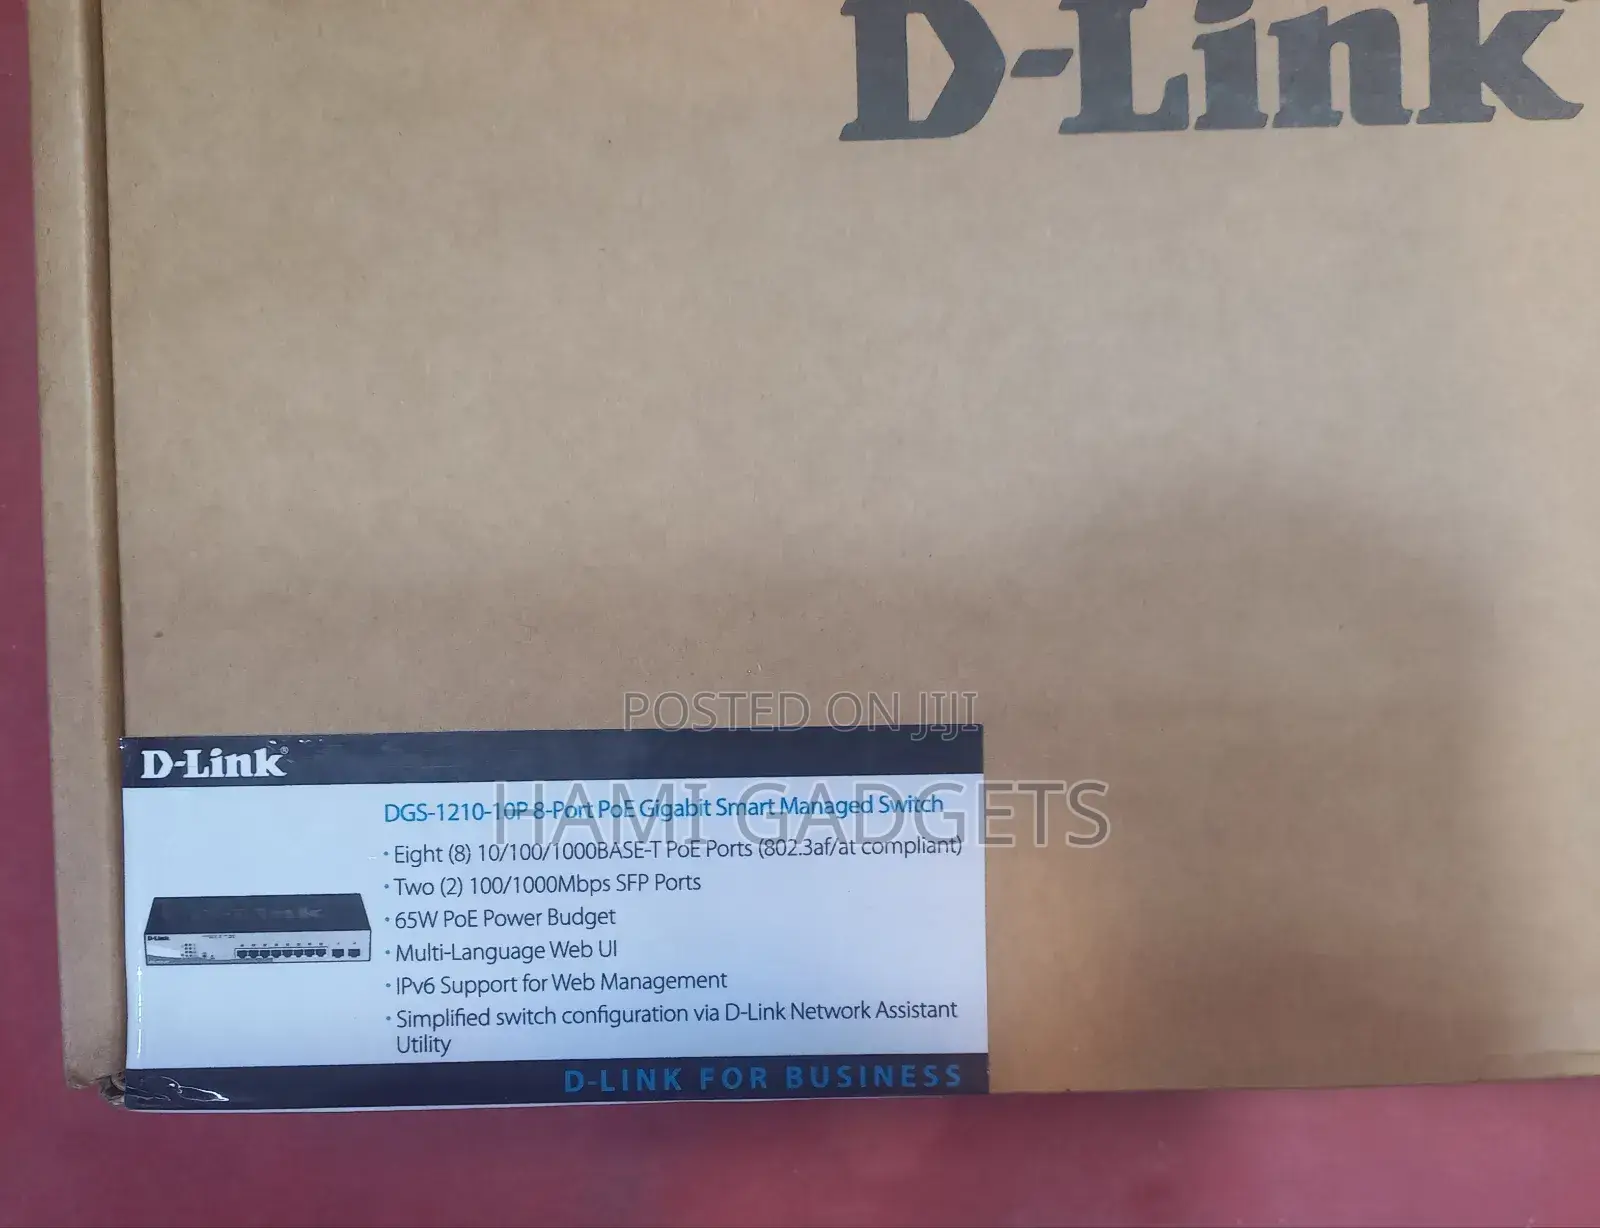 D-Link
POSTED ON JIJI
D-Link®
HAMI GADGETS
DGS-1210-10P 8-Port PoE Gigabit Smart Managed Switch
• Eight (8) 10/100/1000BASE-T PoE Ports (802.3af/at compliant)
• Two (2) 100/1000Mbps SFP Ports
• 65W PoE Power Budget
• Multi-Language Web UI
• IPv6 Support for Web Management
• Simplified switch configuration via D-Link Network Assistant
Utility
D-Link
D-LINK FOR BUSINESS